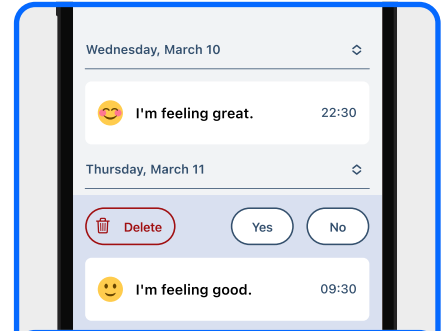 Wednesday, March 10
I'm feeling great. 22:30
Thursday, March 11
Delete Yes No
I'm feeling good. 09:30